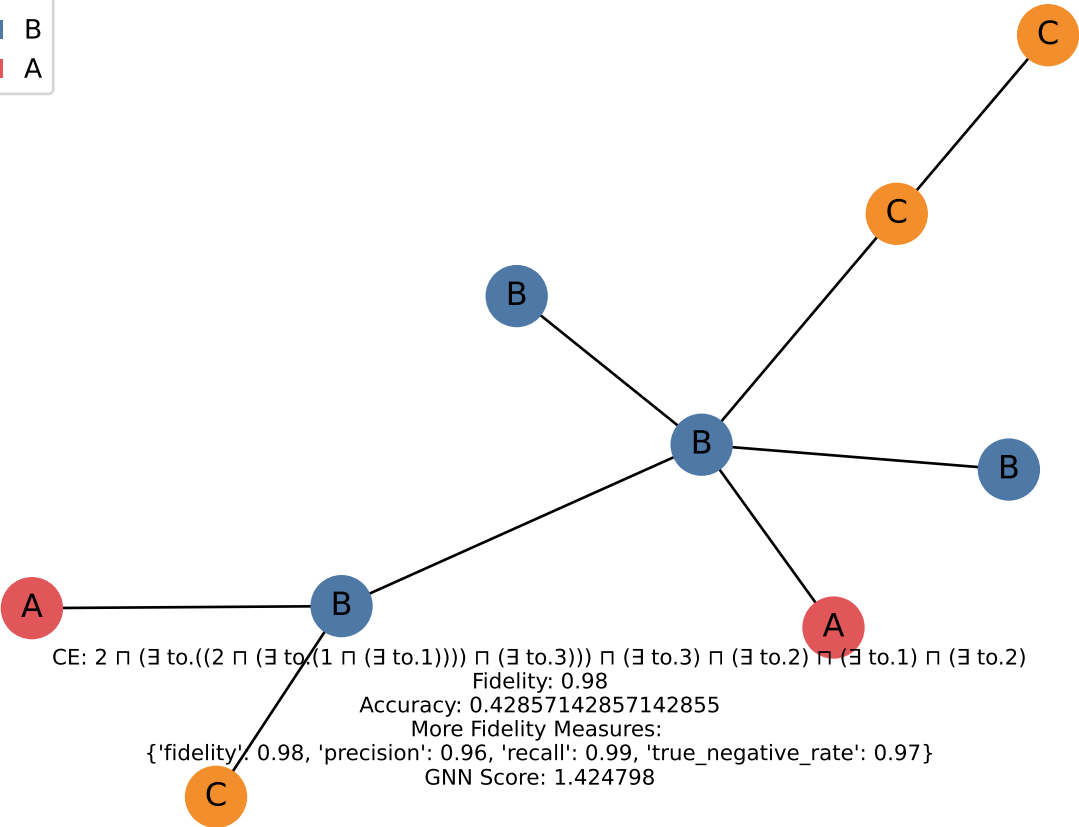 B
A
C
C
B
B
B
A
B
A
CE: 2 ⊓ (∃ to.((2 ⊓ (∃ to.(1 ⊓ (∃ to.1)))) ⊓ (∃ to.3))) ⊓ (∃ to.3) ⊓ (∃ to.2) ⊓ (∃ to.1) ⊓ (∃ to.2)
Fidelity: 0.98
Accuracy: 0.42857142857142855
More Fidelity Measures:
{'fidelity': 0.98, 'precision': 0.96, 'recall': 0.99, 'true_negative_rate': 0.97}
GNN Score: 1.424798
C